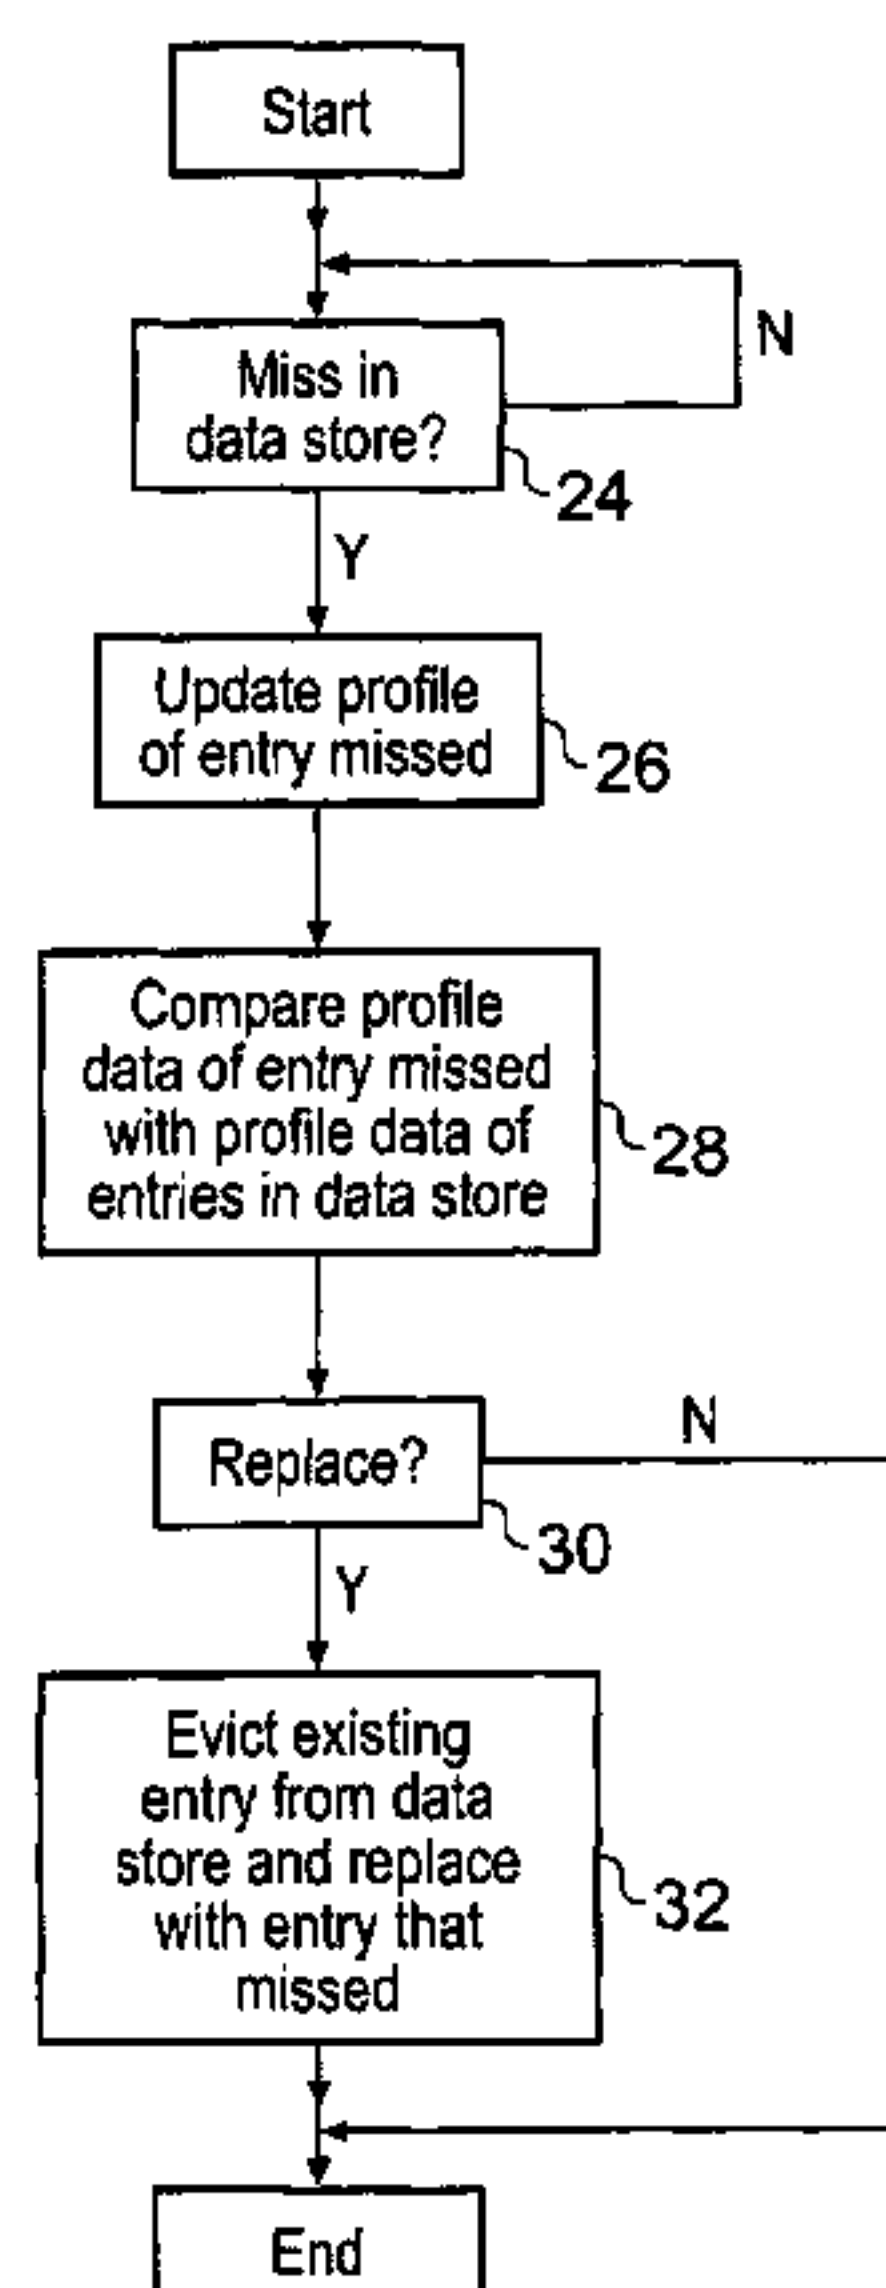 Start
N
Miss in
data store?
24
Y
Update profile
of entry missed
26
Compare profile
data of entry missed
with profile data of
entries in data store
28
N
Replace?
30
Y
Evict existing
entry from data
store and replace
with entry that
missed
32
End